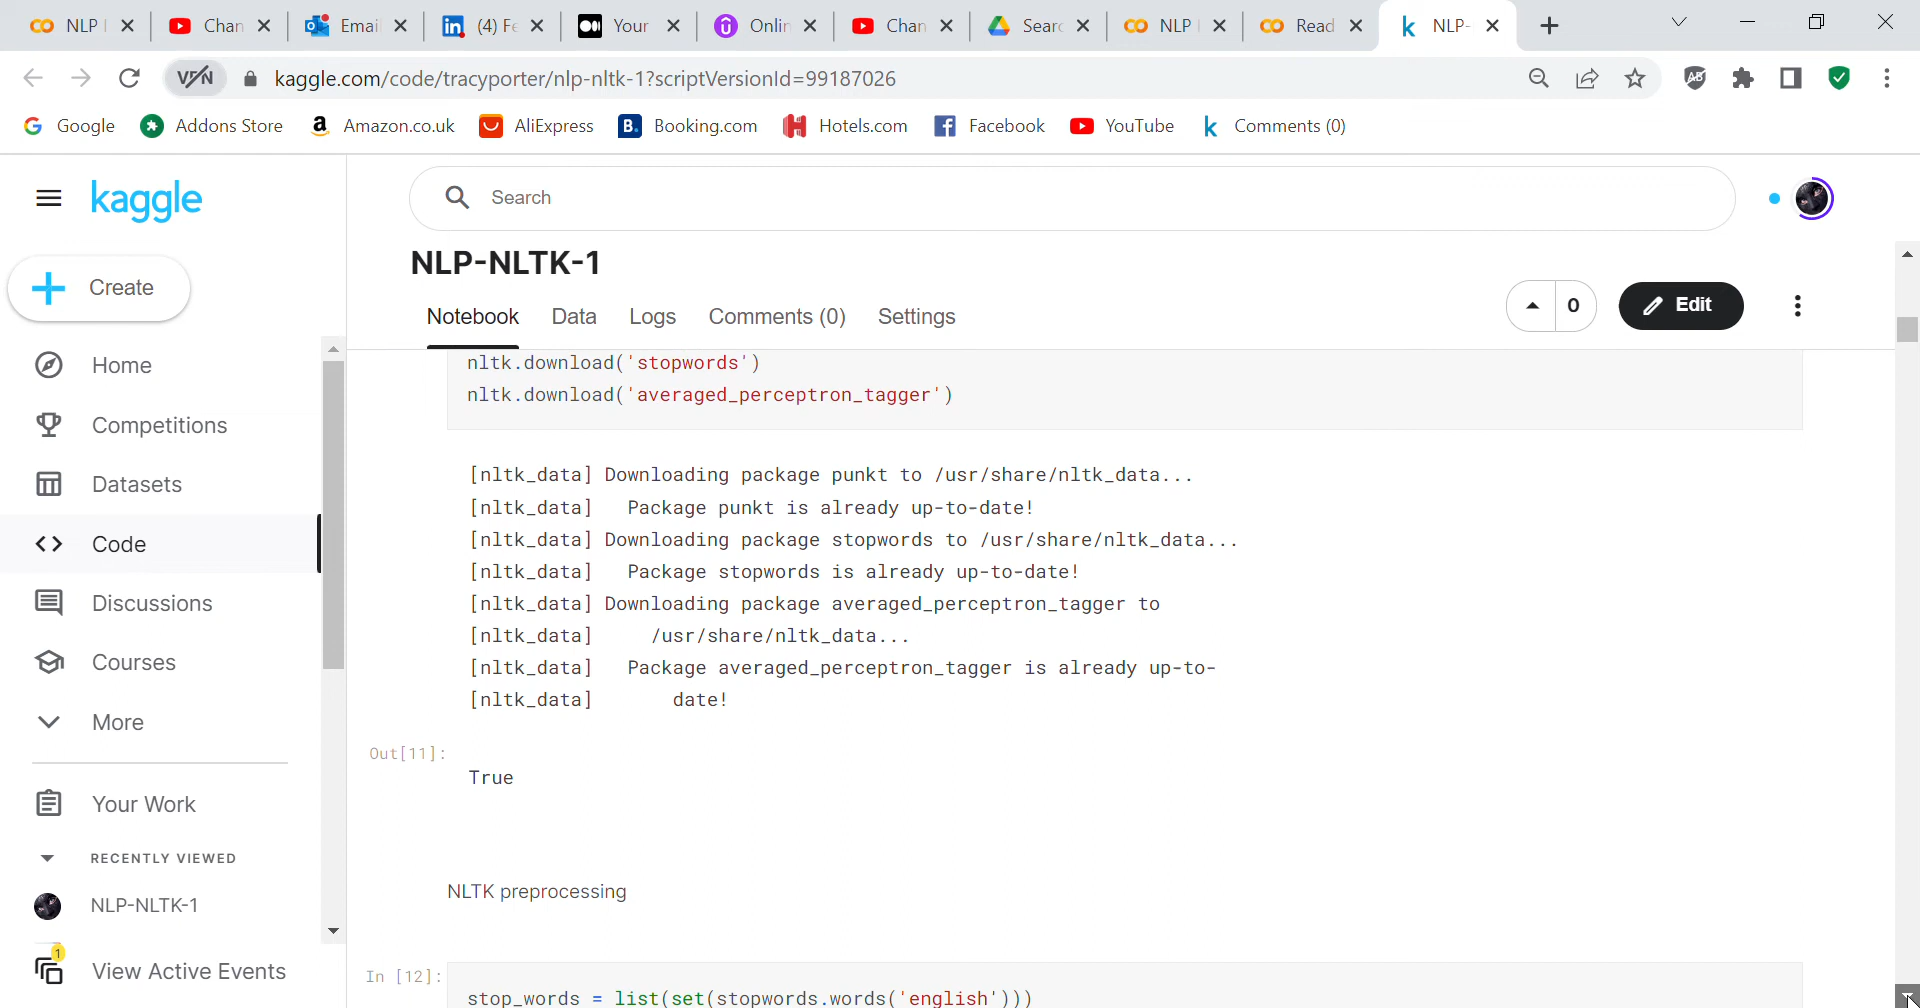 NLP I
Chan
Email
(4) Fe
Your
Onlin
Chan
Searc
NLP I
Read
NLP-
VPN
kaggle.com/code/tracyporter/nlp-nltk-1?scriptVersionId=99187026
Google
Addons Store
Amazon.co.uk
AliExpress
B. Booking.com
Hotels.com
Facebook
YouTube
Comments (0)
kaggle
Search
Create
NLP-NLTK-1
Notebook
Data
Logs
Comments (0)
Settings
0
Edit
Home
Competitions
Datasets
Code
Discussions
Courses
More
Your Work
RECENTLY VIEWED
NLP-NLTK-1
1
View Active Events
nltk.download('stopwords')
nltk.download('averaged_perceptron_tagger')
[nltk_data] Downloading package punkt to /usr/share/nltk_data...
[nltk_data]   Package punkt is already up-to-date!
[nltk_data] Downloading package stopwords to /usr/share/nltk_data...
[nltk_data]   Package stopwords is already up-to-date!
[nltk_data] Downloading package averaged_perceptron_tagger to
[nltk_data]     /usr/share/nltk_data...
[nltk_data]   Package averaged_perceptron_tagger is already up-to-
[nltk_data]       date!
Out[11]:
True
NLTK preprocessing
In [12]:
stop_words = list(set(stopwords.words('english')))